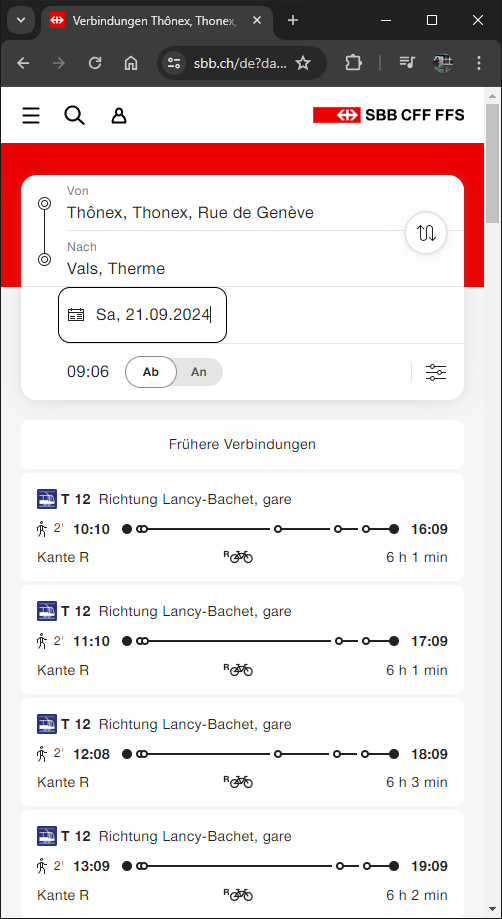 Verbindungen Thônex, Thonex,
sbb.ch/de?da...
SBB CFF FFS
Von
Thônex, Thonex, Rue de Genève
Nach
Vals, Therme
Sa, 21.09.2024
09:06 Ab An
Frühere Verbindungen
T 12 Richtung Lancy-Bachet, gare
2' 10:10 16:09
Kante R R 6 h 1 min
T 12 Richtung Lancy-Bachet, gare
2' 11:10 17:09
Kante R R 6 h 1 min
T 12 Richtung Lancy-Bachet, gare
2' 12:08 18:09
Kante R R 6 h 3 min
T 12 Richtung Lancy-Bachet, gare
2' 13:09 19:09
Kante R R 6 h 2 min